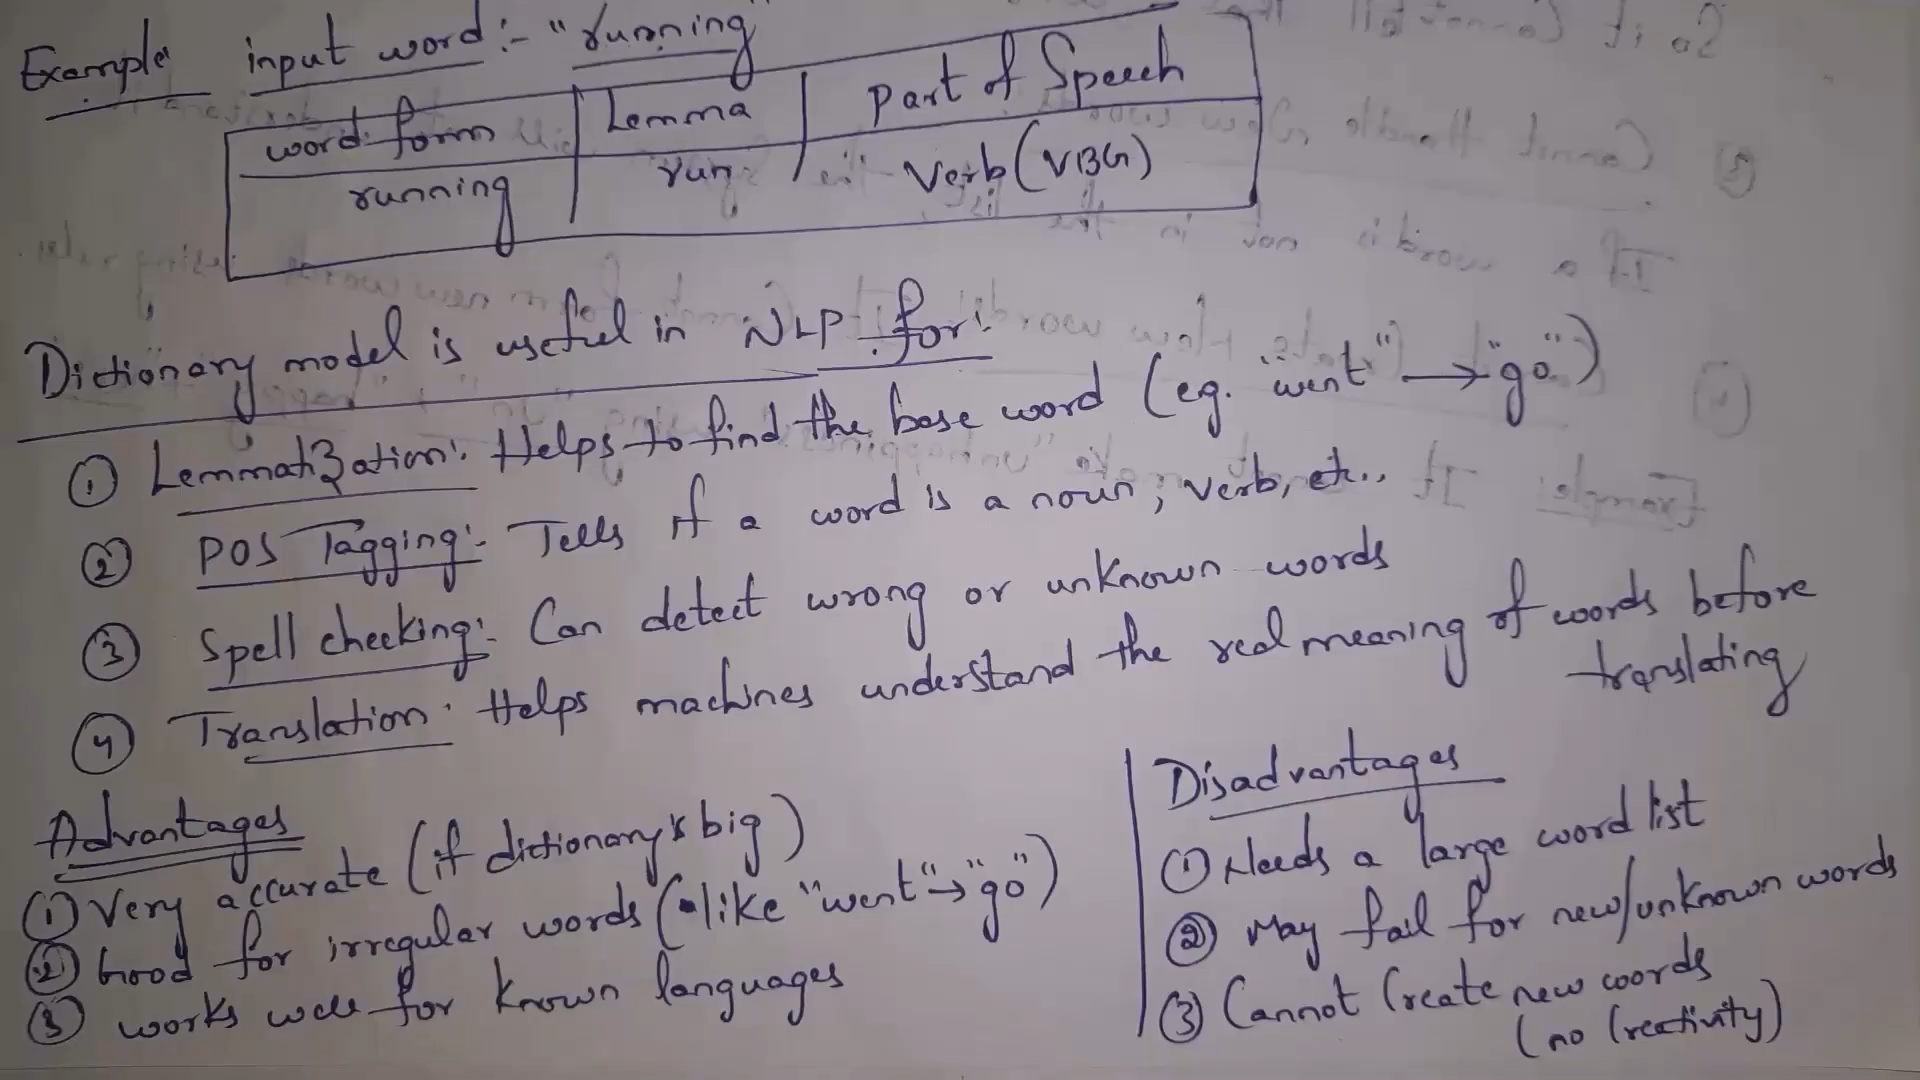 Example input word:- "running"
word form | Lemma | Part of Speech
running | run | Verb (VBG)
Dictionary model is useful in NLP for:
① Lemmatization: Helps to find the base word (eg. "went" → "go")
② POS Tagging:- Tells if a word is a noun, verb, etc..
③ Spell checking:- Can detect wrong or unknown words
④ Translation: Helps machines understand the real meaning of words before
translating
Advantages
① Very accurate (if dictionary's big)
② Good for irregular words (like "went" → "go")
③ works well for known languages
Disadvantages
① Needs a large word list
② May fail for new/unknown words
③ Cannot Create new words
(no Creativity)